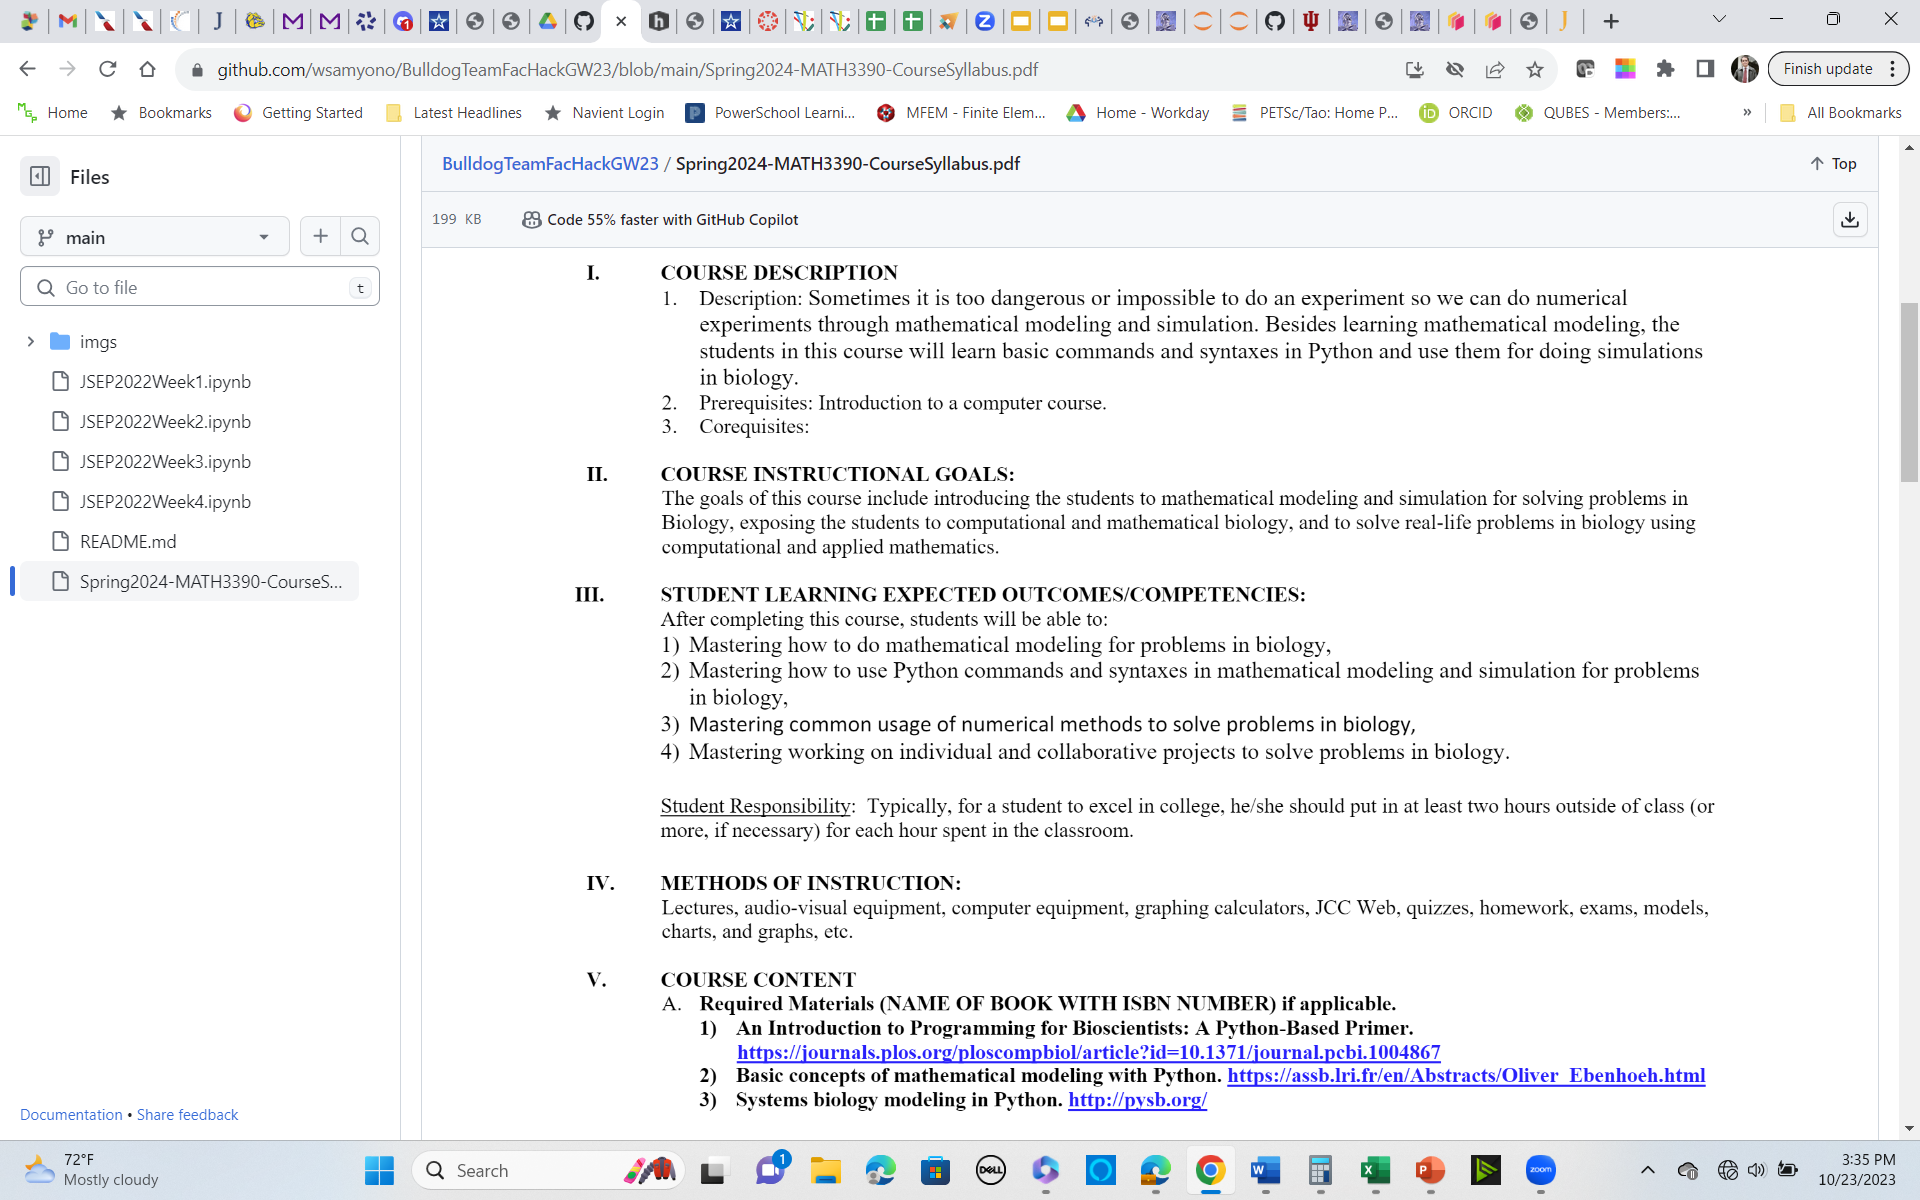 github.com/wsamyono/BulldogTeamFacHackGW23/blob/main/Spring2024-MATH3390-CourseSyllabus.pdf
Finish update
Home
Bookmarks
Getting Started
Latest Headlines
Navient Login
PowerSchool Learni...
MFEM - Finite Elem...
Home - Workday
PETSc/Tao: Home P...
ORCID
QUBES - Members:...
»
All Bookmarks
Files
main
Go to file
t
imgs
JSEP2022Week1.ipynb
JSEP2022Week2.ipynb
JSEP2022Week3.ipynb
JSEP2022Week4.ipynb
README.md
Spring2024-MATH3390-CourseS...
Documentation • Share feedback
BulldogTeamFacHackGW23 / Spring2024-MATH3390-CourseSyllabus.pdf
Top
199 KB
Code 55% faster with GitHub Copilot
I. COURSE DESCRIPTION
1. Description: Sometimes it is too dangerous or impossible to do an experiment so we can do numerical
experiments through mathematical modeling and simulation. Besides learning mathematical modeling, the
students in this course will learn basic commands and syntaxes in Python and use them for doing simulations
in biology.
2. Prerequisites: Introduction to a computer course.
3. Corequisites:
II. COURSE INSTRUCTIONAL GOALS:
The goals of this course include introducing the students to mathematical modeling and simulation for solving problems in
Biology, exposing the students to computational and mathematical biology, and to solve real-life problems in biology using
computational and applied mathematics.
III. STUDENT LEARNING EXPECTED OUTCOMES/COMPETENCIES:
After completing this course, students will be able to:
1) Mastering how to do mathematical modeling for problems in biology,
2) Mastering how to use Python commands and syntaxes in mathematical modeling and simulation for problems
in biology,
3) Mastering common usage of numerical methods to solve problems in biology,
4) Mastering working on individual and collaborative projects to solve problems in biology.
Student Responsibility: Typically, for a student to excel in college, he/she should put in at least two hours outside of class (or
more, if necessary) for each hour spent in the classroom.
IV. METHODS OF INSTRUCTION:
Lectures, audio-visual equipment, computer equipment, graphing calculators, JCC Web, quizzes, homework, exams, models,
charts, and graphs, etc.
V. COURSE CONTENT
A. Required Materials (NAME OF BOOK WITH ISBN NUMBER) if applicable.
1) An Introduction to Programming for Bioscientists: A Python-Based Primer.
https://journals.plos.org/ploscompbiol/article?id=10.1371/journal.pcbi.1004867
2) Basic concepts of mathematical modeling with Python. https://assb.lri.fr/en/Abstracts/Oliver_Ebenhoeh.html
3) Systems biology modeling in Python. http://pysb.org/
72°F
Mostly cloudy
Search
1
DELL
zoom
3:35 PM
10/23/2023